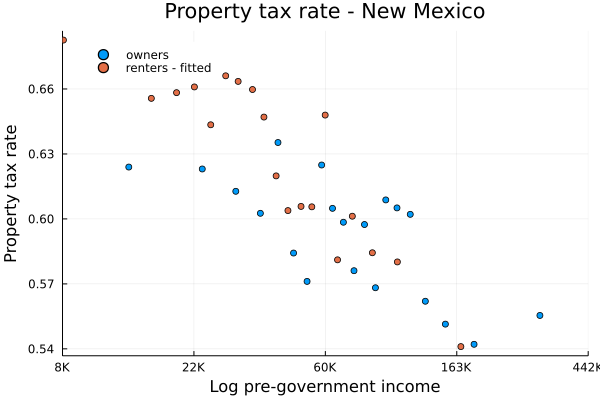 Property tax rate - New Mexico
owners
renters - fitted
Property tax rate
0.66
0.63
0.60
0.57
0.54
8K 22K 60K 163K 442K
Log pre-government income